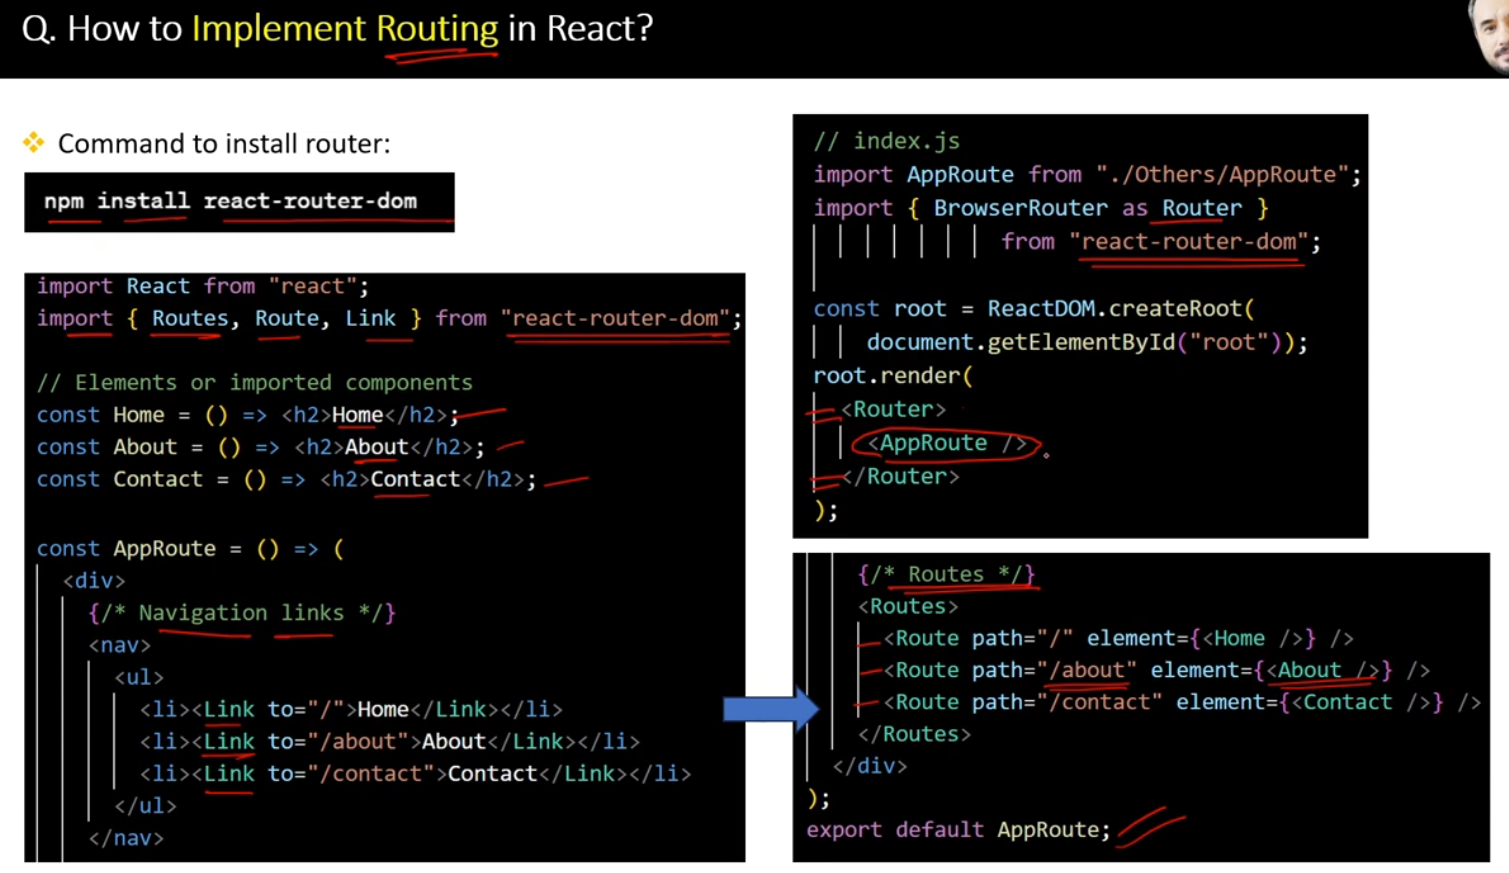 Q. How to Implement Routing in React?
Command to install router:
npm install react-router-dom
import React from "react";
import { Routes, Route, Link } from "react-router-dom";
// Elements or imported components
const Home = () => <h2>Home</h2>;
const About = () => <h2>About</h2>;
const Contact = () => <h2>Contact</h2>;
const AppRoute = () => (
<div>
{/* Navigation links */}
<nav>
<ul>
<li><Link to="/">Home</Link></li>
<li><Link to="/about">About</Link></li>
<li><Link to="/contact">Contact</Link></li>
</ul>
</nav>
// index.js
import AppRoute from "./Others/AppRoute";
import { BrowserRouter as Router }
from "react-router-dom";
const root = ReactDOM.createRoot(
document.getElementById("root"));
root.render(
<Router>
<AppRoute />
</Router>
);
{/* Routes */}
<Routes>
<Route path="/" element={<Home />} />
<Route path="/about" element={<About />} />
<Route path="/contact" element={<Contact />} />
</Routes>
</div>
);
export default AppRoute;